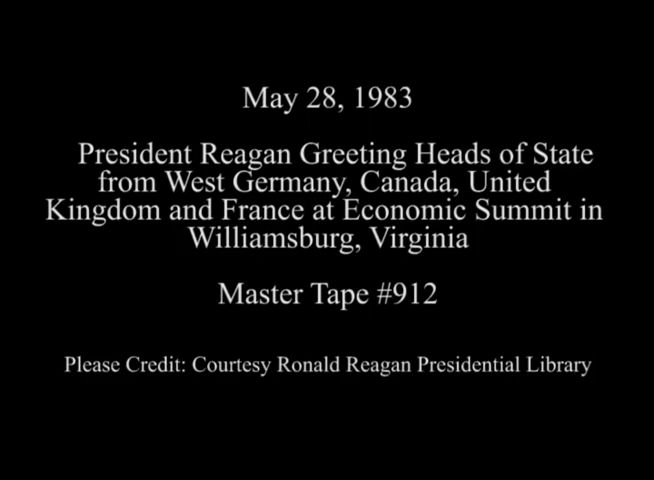 May 28, 1983
President Reagan Greeting Heads of State
from West Germany, Canada, United
Kingdom and France at Economic Summit in
Williamsburg, Virginia
Master Tape #912
Please Credit: Courtesy Ronald Reagan Presidential Library